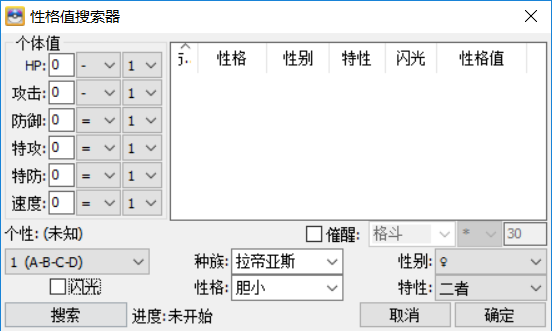 性格值搜索器
个体值
性格 性别 特性 闪光 性格值
HP: 0 - 1
攻击: 0 - 1
防御: 0 = 1
特攻: 0 = 1
特防: 0 = 1
速度: 0 = 1
个性: (未知)
催醒: 格斗 * 30
1 (A-B-C-D)
种族: 拉帝亚斯
性别: ♀
闪光
性格: 胆小
特性: 二者
搜索
进度: 未开始
取消
确定